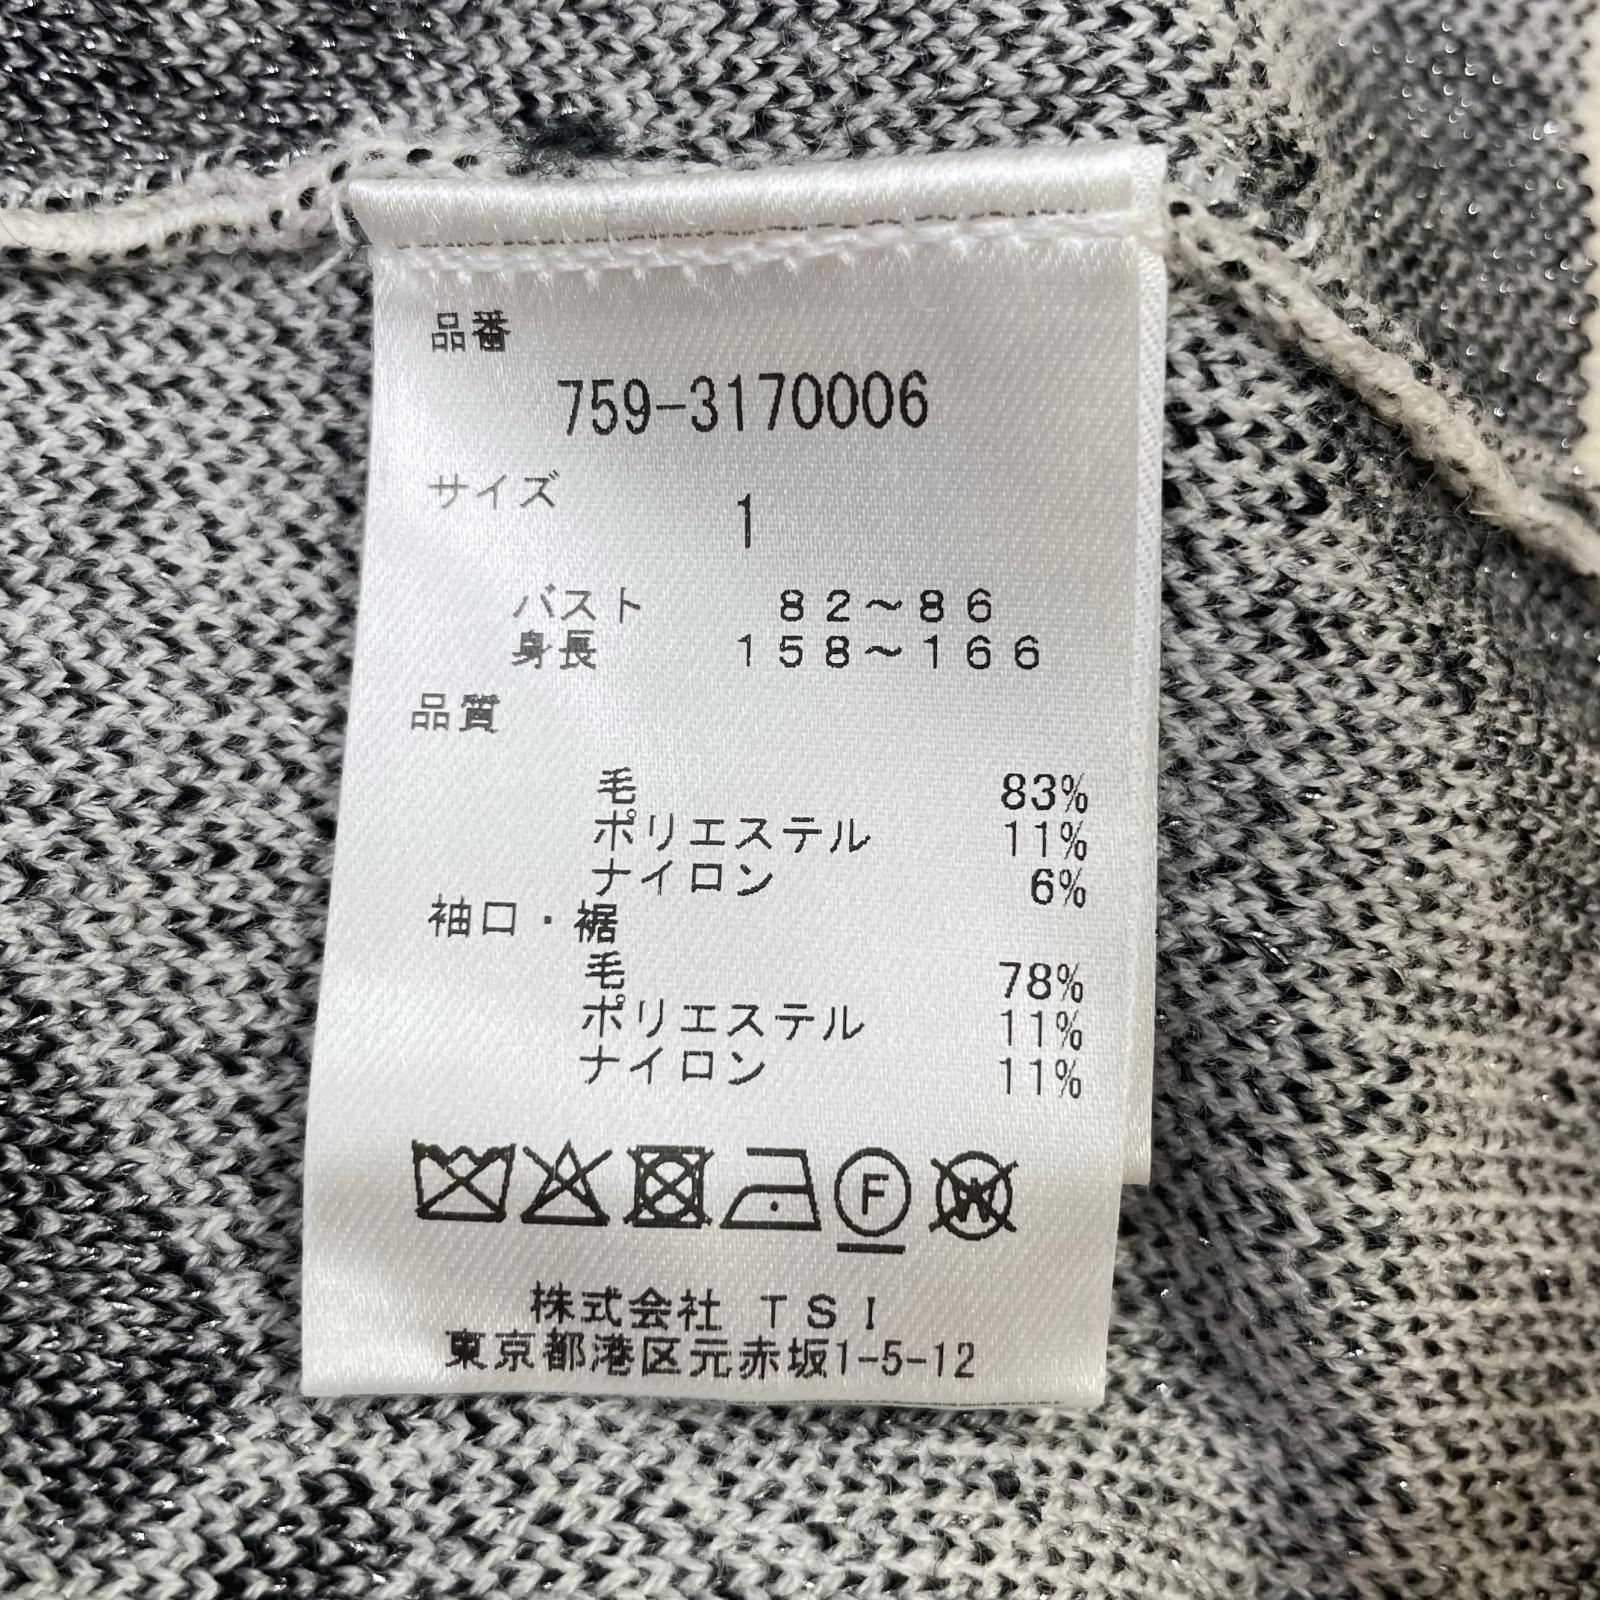 品番
759-3170006
サイズ
1
バスト 82～86
身長 158～166
品質
毛 83%
ポリエステル 11%
ナイロン 6%
袖口・裾
毛 78%
ポリエステル 11%
ナイロン 11%
F
W
株式会社 TSI
東京都港区元赤坂1-5-12